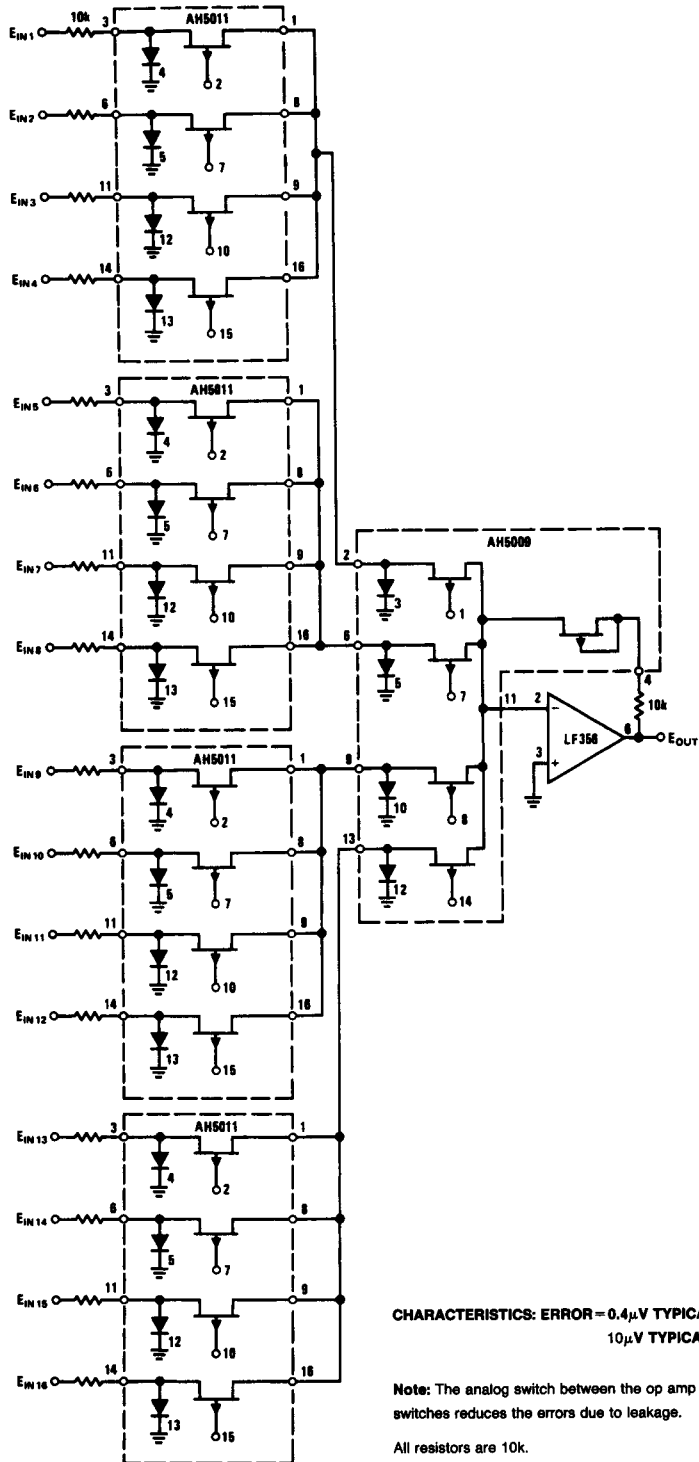 10k
AH5011
EIN1 3 1
4
2
EIN2 6 8
5
7
EIN3 11 9
12
10
EIN4 14 16
13
15
AH5011
EIN5 3 1
4
2
EIN6 6 8
5
7
EIN7 11 9
12
10
EIN8 14 16
13
15
AH5009
2
3
1
6
5
7
4
10k
11 2 −
LF356
6 EOUT
3 +
AH5011
EIN9 3 1 9
4
2
10
8
EIN10 6 8
5
7
13
12
14
EIN11 11 9
12
10
EIN12 14 16
13
15
AH5011
EIN13 3 1
4
2
EIN14 6 8
5
7
EIN15 11 9
12
10
EIN16 14 16
13
15
CHARACTERISTICS: ERROR = 0.4µV TYPICA
10µV TYPICA
Note: The analog switch between the op amp
switches reduces the errors due to leakage.
All resistors are 10k.